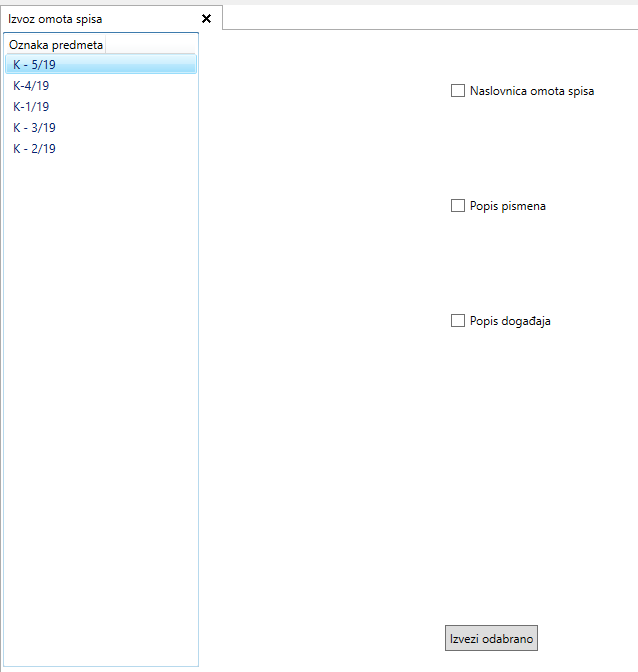 Izvoz omota spisa
Oznaka predmeta
K - 5/19
K-4/19
K-1/19
K - 3/19
K - 2/19
Naslovnica omota spisa
Popis pismena
Popis događaja
Izvezi odabrano